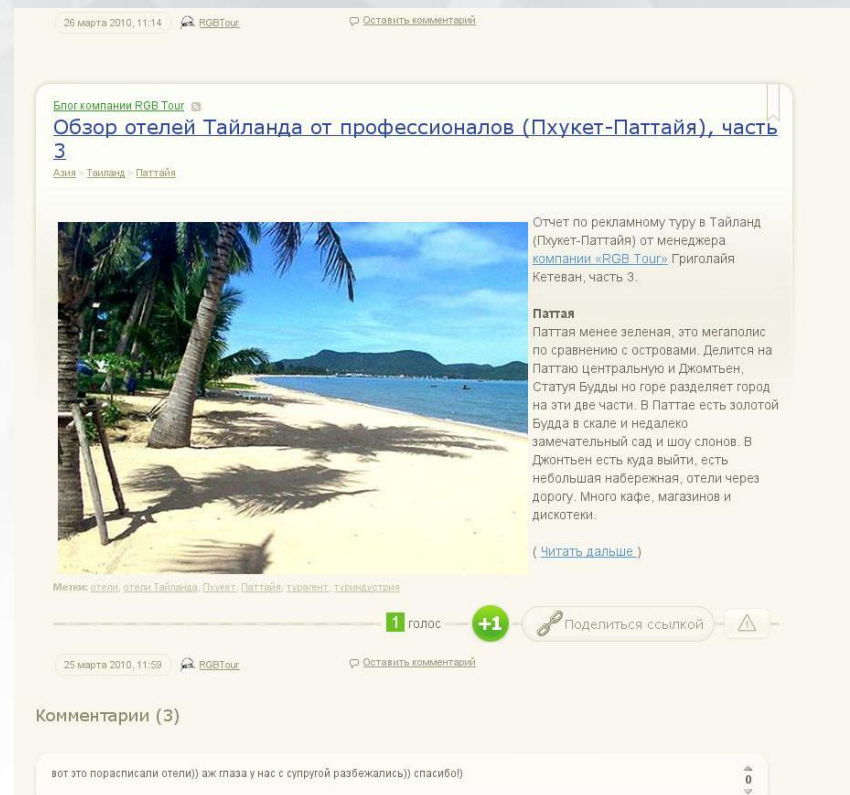 26 марта 2010, 11:14 RGBTour Оставить комментарий
Блог компании RGB Tour
Обзор отелей Тайланда от профессионалов (Пхукет-Паттайя), часть
3
Азия > Таиланд > Паттайя
Отчет по рекламному туру в Тайланд
(Пхукет-Паттайя) от менеджера
компании «RGB Tour» Григолайя
Кетеван, часть 3.
Паттая
Паттая менее зеленая, это мегаполис
по сравнению с островами. Делится на
Паттаю центральную и Джомтьен,
Статуя Будды но горе разделяет город
на эти две части. В Паттае есть золотой
Будда в скале и недалеко
замечательный сад и шоу слонов. В
Джонтьен есть куда выйти, есть
небольшая набережная, отели через
дорогу. Много кафе, магазинов и
дискотеки.
( Читать дальше )
Метки: отели, отели Тайланда, Пхукет, Паттайя, турагент, туриндустрия
1 голос +1 Поделиться ссылкой
25 марта 2010, 11:59 RGBTour Оставить комментарий
Комментарии (3)
вот это порасписали отели)) аж глаза у нас с супругой разбежались)) спасибо!)
0